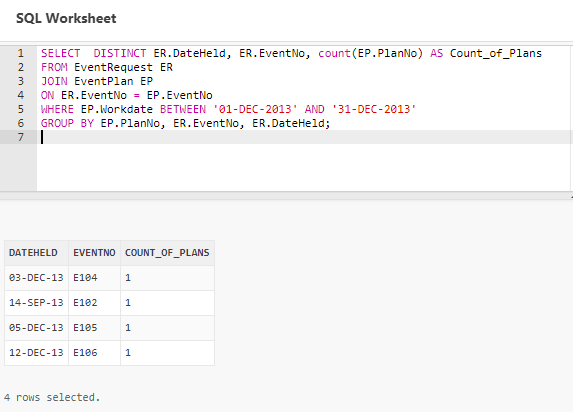 SQL Worksheet
1 SELECT  DISTINCT ER.DateHeld, ER.EventNo, count(EP.PlanNo) AS Count_of_Plans
2 FROM EventRequest ER
3 JOIN EventPlan EP
4 ON ER.EventNo = EP.EventNo
5 WHERE EP.Workdate BETWEEN '01-DEC-2013' AND '31-DEC-2013'
6 GROUP BY EP.PlanNo, ER.EventNo, ER.DateHeld;
7
DATEHELD EVENTNO COUNT_OF_PLANS
03-DEC-13 E104 1
14-SEP-13 E102 1
05-DEC-13 E105 1
12-DEC-13 E106 1
4 rows selected.